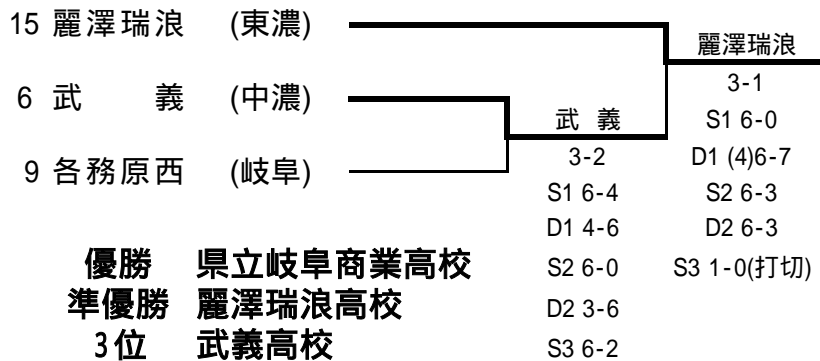 15 麗澤瑞浪 (東濃)
麗澤瑞浪
3-1
6 武 義 (中濃)
武 義
S1 6-0
3-2
D1 (4)6-7
9 各務原西 (岐阜)
S1 6-4
S2 6-3
D1 4-6
D2 6-3
優勝 県立岐阜商業高校
S2 6-0
S3 1-0(打切)
準優勝 麗澤瑞浪高校
D2 3-6
3位 武義高校
S3 6-2